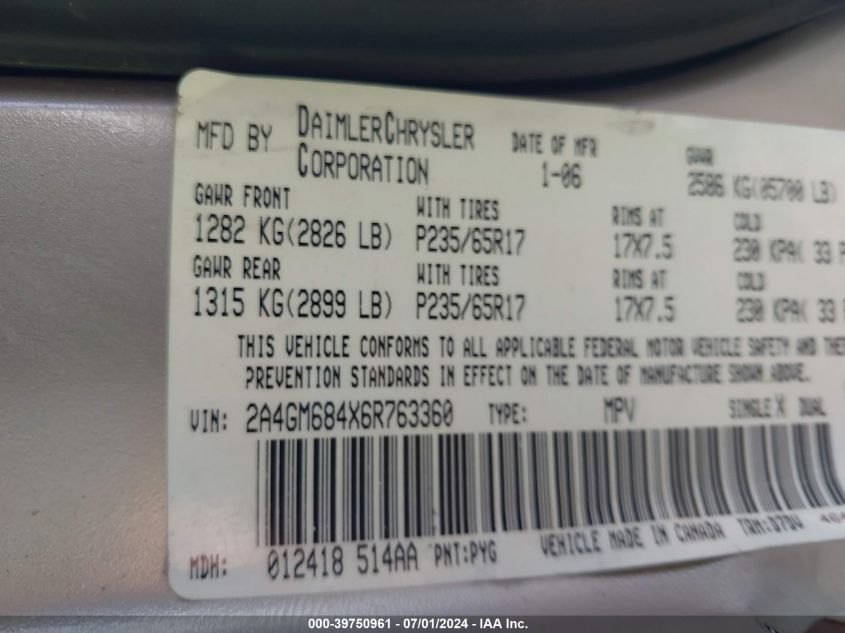 MFD BY DAIMLERCHRYSLER CORPORATION DATE OF MFR 1-06 GVWR 2586 KG(05700 LB)
GAWR FRONT WITH TIRES RIMS AT COLD
1282 KG(2826 LB) P235/65R17 17X7.5 230 KPA( 33 P
GAWR REAR WITH TIRES RIMS AT COLD
1315 KG(2899 LB) P235/65R17 17X7.5 230 KPA( 33
THIS VEHICLE CONFORMS TO ALL APPLICABLE FEDERAL MOTOR VEHICLE SAFETY AND THE
PREVENTION STANDARDS IN EFFECT ON THE DATE OF MANUFACTURE SHOWN ABOVE.
VIN: 2A4GM684X6R763360 TYPE: MPV SINGLE X DUAL
VEHICLE MADE IN CANADA TRM:D7DV
MDH: 012418 514AA PNT:PYG
000-39750961 / 07/01/2024 - IAA Inc.